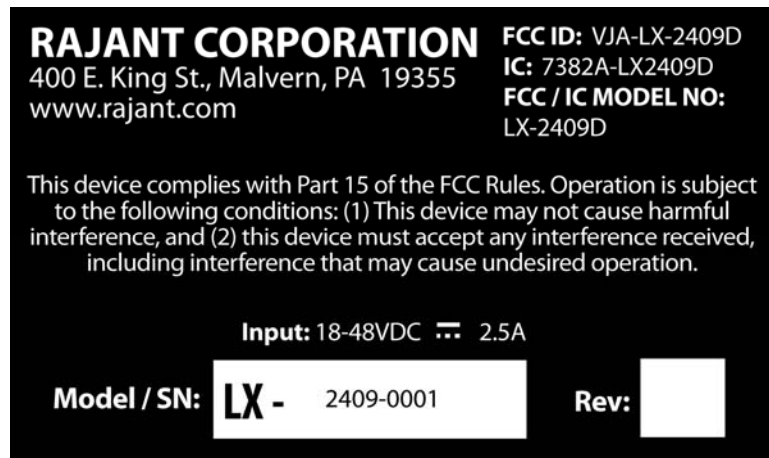 RAJANT CORPORATION
400 E. King St., Malvern, PA 19355
www.rajant.com
FCC ID: VJA-LX-2409D
IC: 7382A-LX2409D
FCC / IC MODEL NO:
LX-2409D
This device complies with Part 15 of the FCC Rules. Operation is subject
to the following conditions: (1) This device may not cause harmful
interference, and (2) this device must accept any interference received,
including interference that may cause undesired operation.
Input: 18-48VDC ⎓ 2.5A
Model / SN: LX - 2409-0001
Rev: